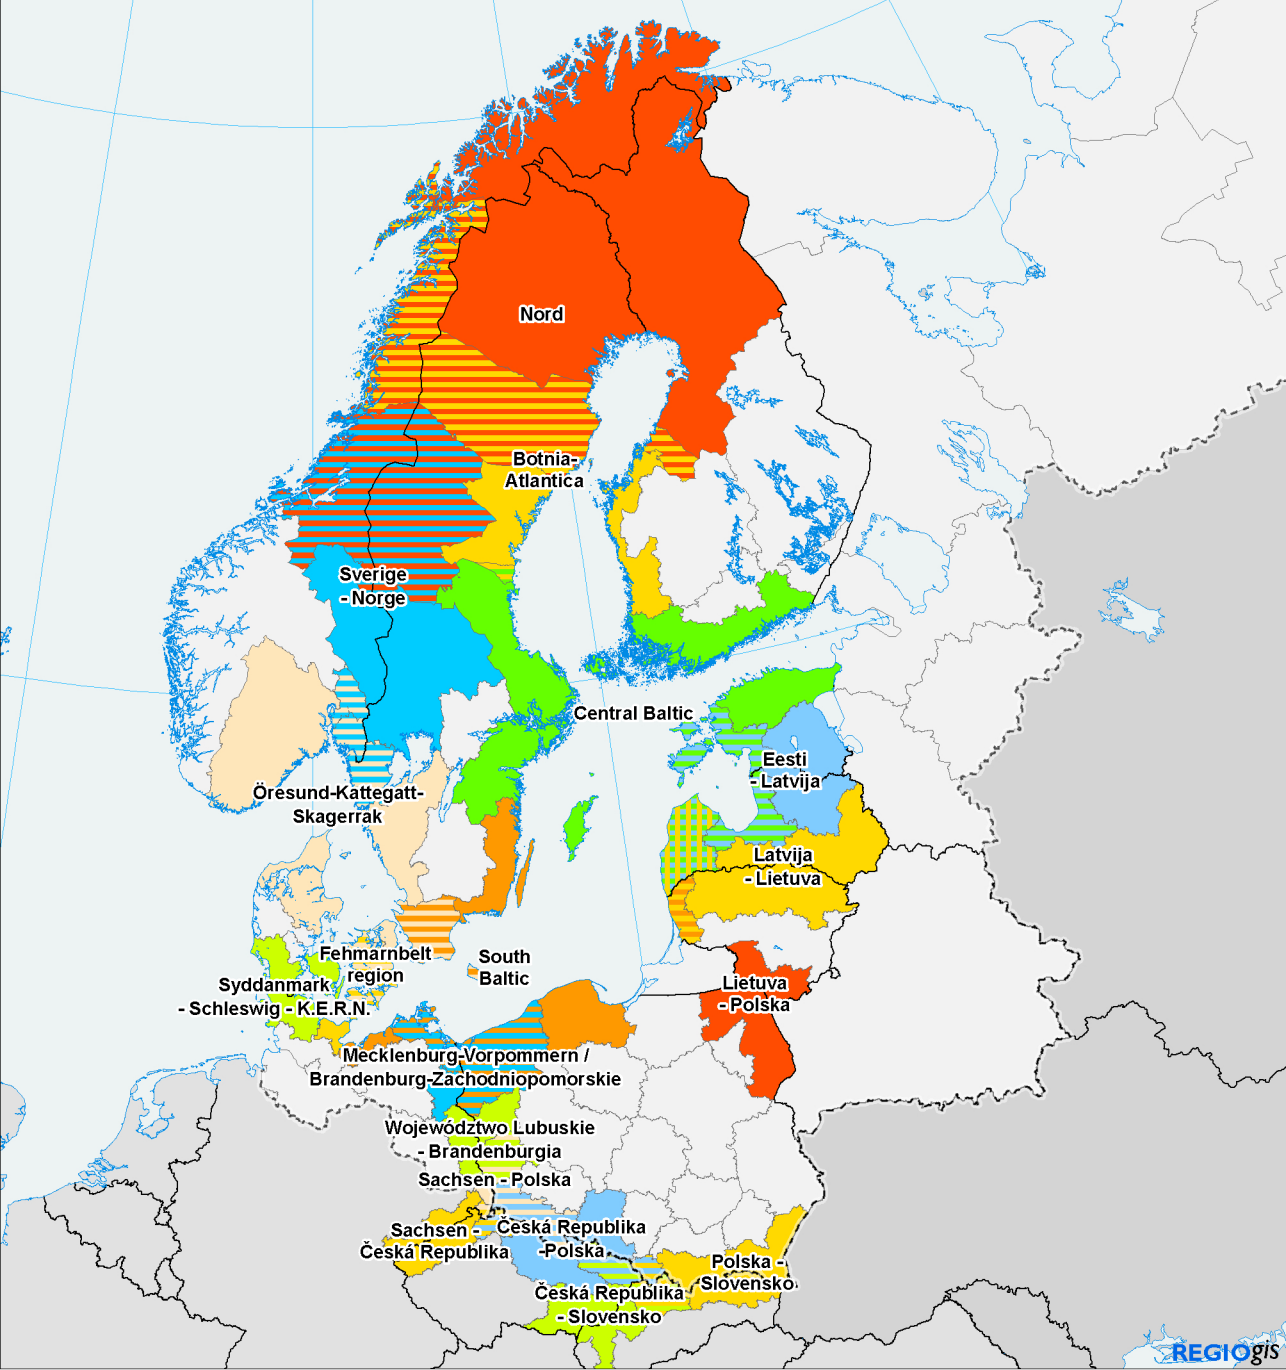 Nord
Botnia-
Atlantica
Sverige
- Norge
Central Baltic
Eesti
- Latvija
Öresund-Kattegatt-
Skagerrak
Latvija
- Lietuva
Fehmarnbelt
region
South
Baltic
Syddanmark
- Schleswig - K.E.R.N.
Lietuva
- Polska
Mecklenburg-Vorpommern /
Brandenburg-Zachodniopomorskie
Województwo Lubuskie
- Brandenburgia
Sachsen - Polska
Sachsen -
Česká Republika
Česká Republika
-Polska
Polska -
Slovensko
Česká Republika
- Slovensko
REGIOgis